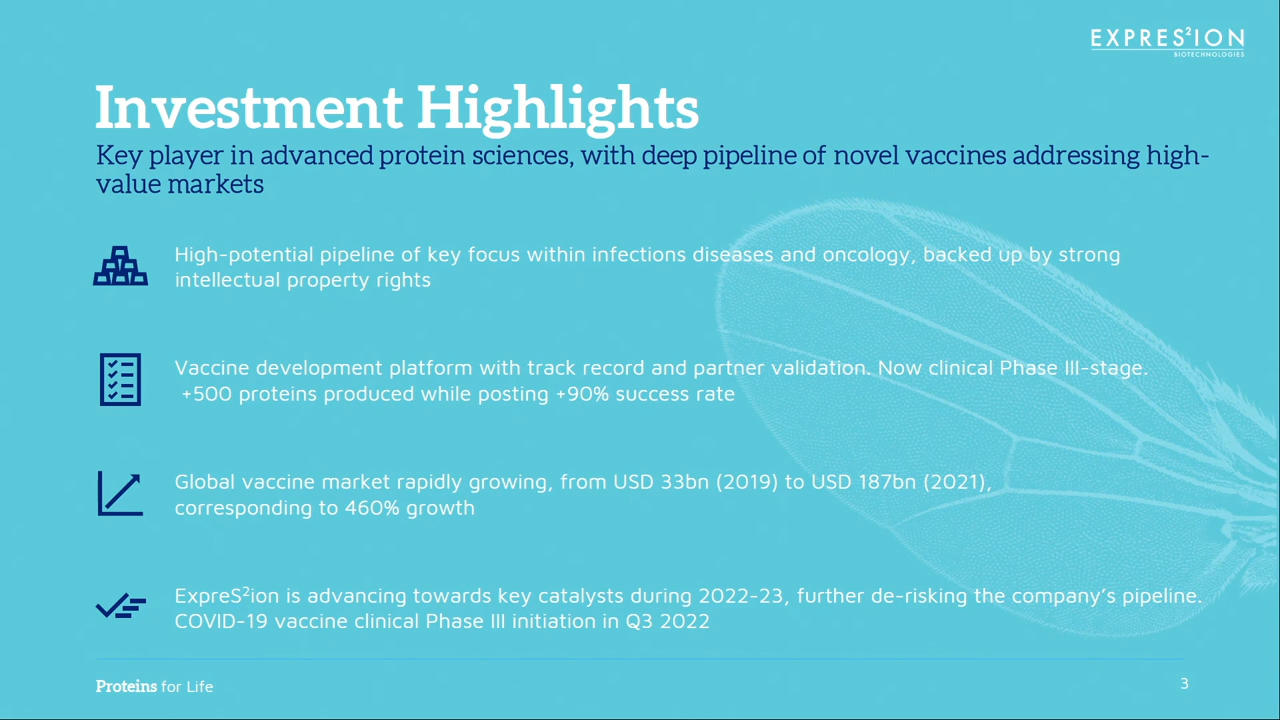 EXPRES²ION
BIOTECHNOLOGIES
Investment Highlights
Key player in advanced protein sciences, with deep pipeline of novel vaccines addressing high-
value markets
High-potential pipeline of key focus within infections diseases and oncology, backed up by strong
intellectual property rights
Vaccine development platform with track record and partner validation. Now clinical Phase III-stage.
+500 proteins produced while posting +90% success rate
Global vaccine market rapidly growing, from USD 33bn (2019) to USD 187bn (2021),
corresponding to 460% growth
ExpreS²ion is advancing towards key catalysts during 2022-23, further de-risking the company’s pipeline.
COVID-19 vaccine clinical Phase III initiation in Q3 2022
Proteins for Life
3